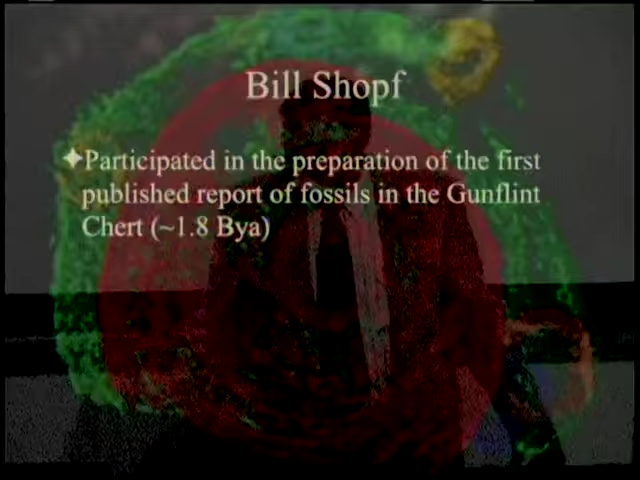 Bill Shopf
✦Participated in the preparation of the first
published report of fossils in the Gunflint
Chert (~1.8 Bya)